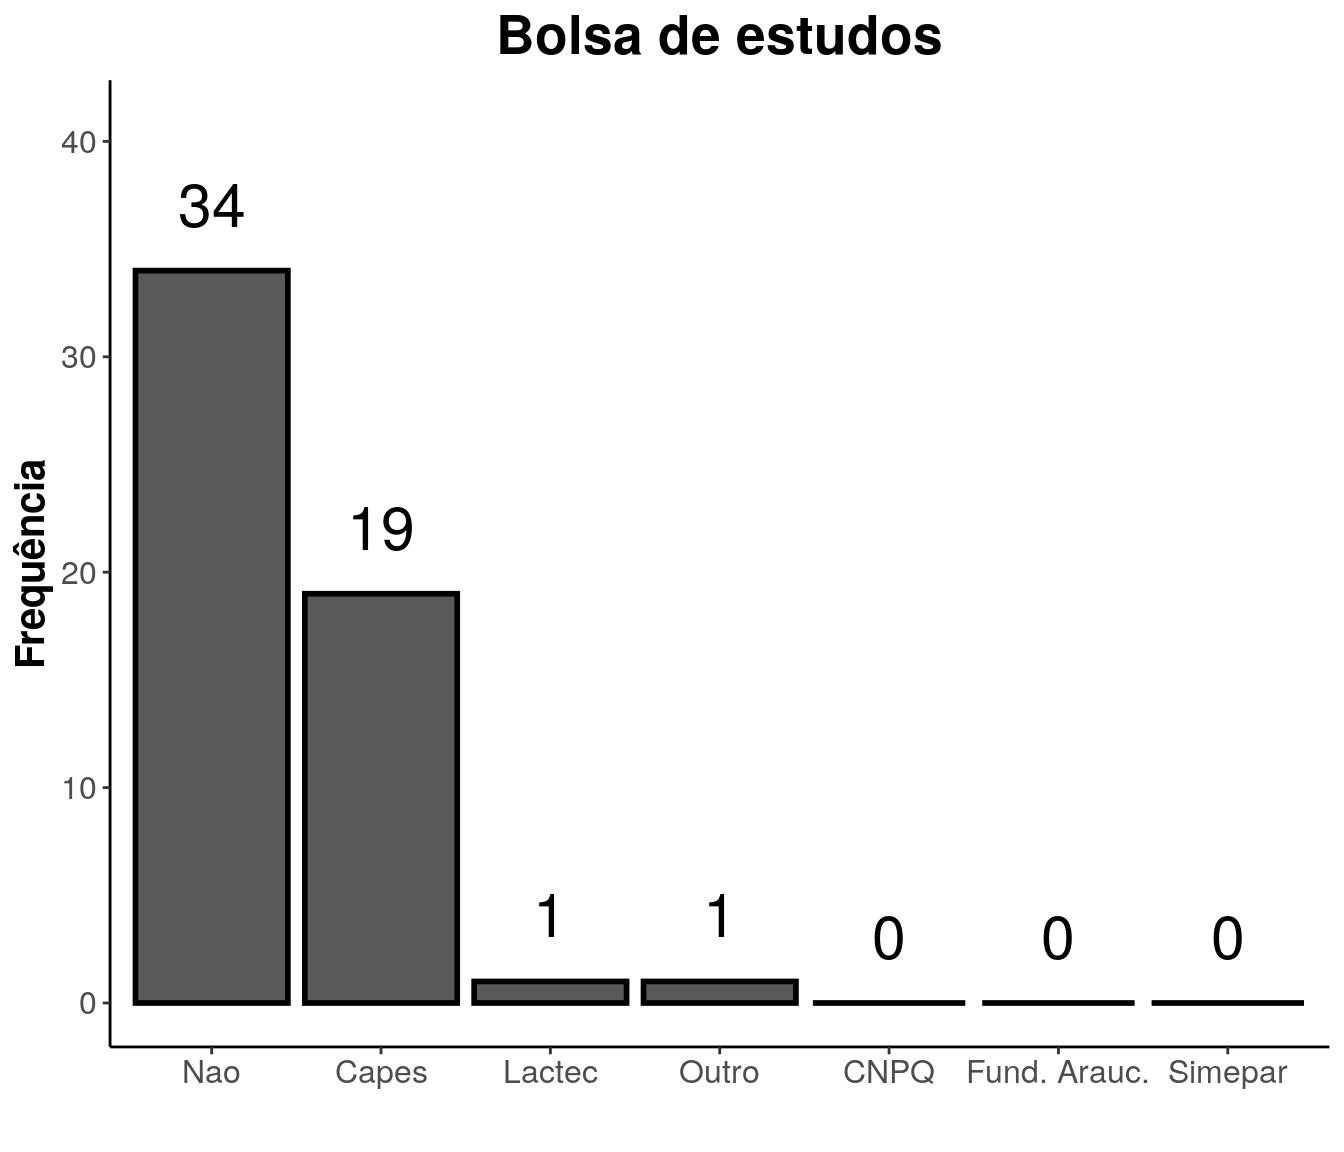 Bolsa de estudos
Frequência
40
30
20
10
0
34
19
1
1
0
0
0
Nao
Capes
Lactec
Outro
CNPQ
Fund. Arauc.
Simepar